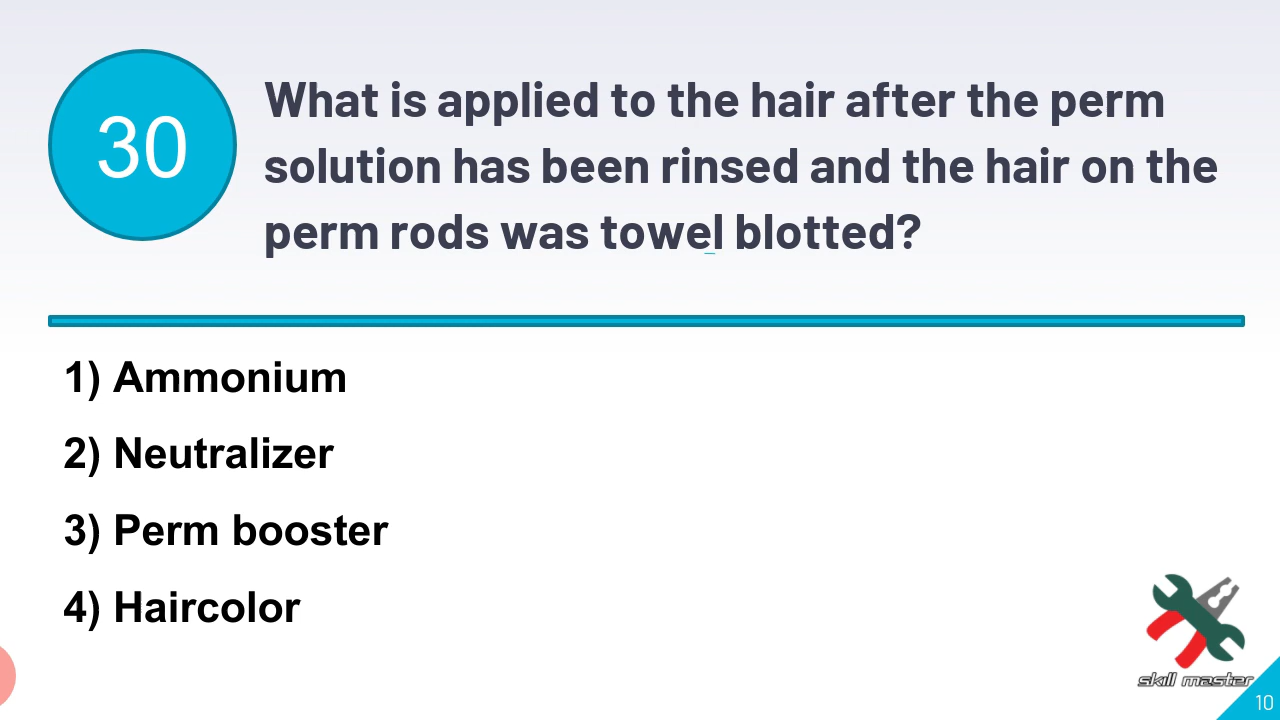 30
What is applied to the hair after the perm
solution has been rinsed and the hair on the
perm rods was towel blotted?
1) Ammonium
2) Neutralizer
3) Perm booster
4) Haircolor
skill master
10